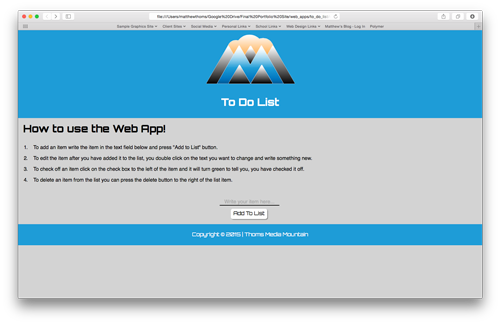 file:///Users/matthewthoms/Google%20Drive/Final%20Portfolio%20Site/web_apps/to_do_list
Sample Graphics Site Client Sites Social Media Personal Links School Links Web Design Links Matthew's Blog - Log In Polymer
To Do List
How to use the Web App!
1. To add an item write the item in the text field below and press "Add to List" button.
2. To edit the item after you have added it to the list, you double click on the text you want to change and write something new.
3. To check off an item click on the check box to the left of the item and it will turn green to tell you, you have checked it off.
4. To delete an item from the list you can press the delete button to the right of the list item.
Write your item here...
Add To List
Copyright © 2015 | Thoms Media Mountain